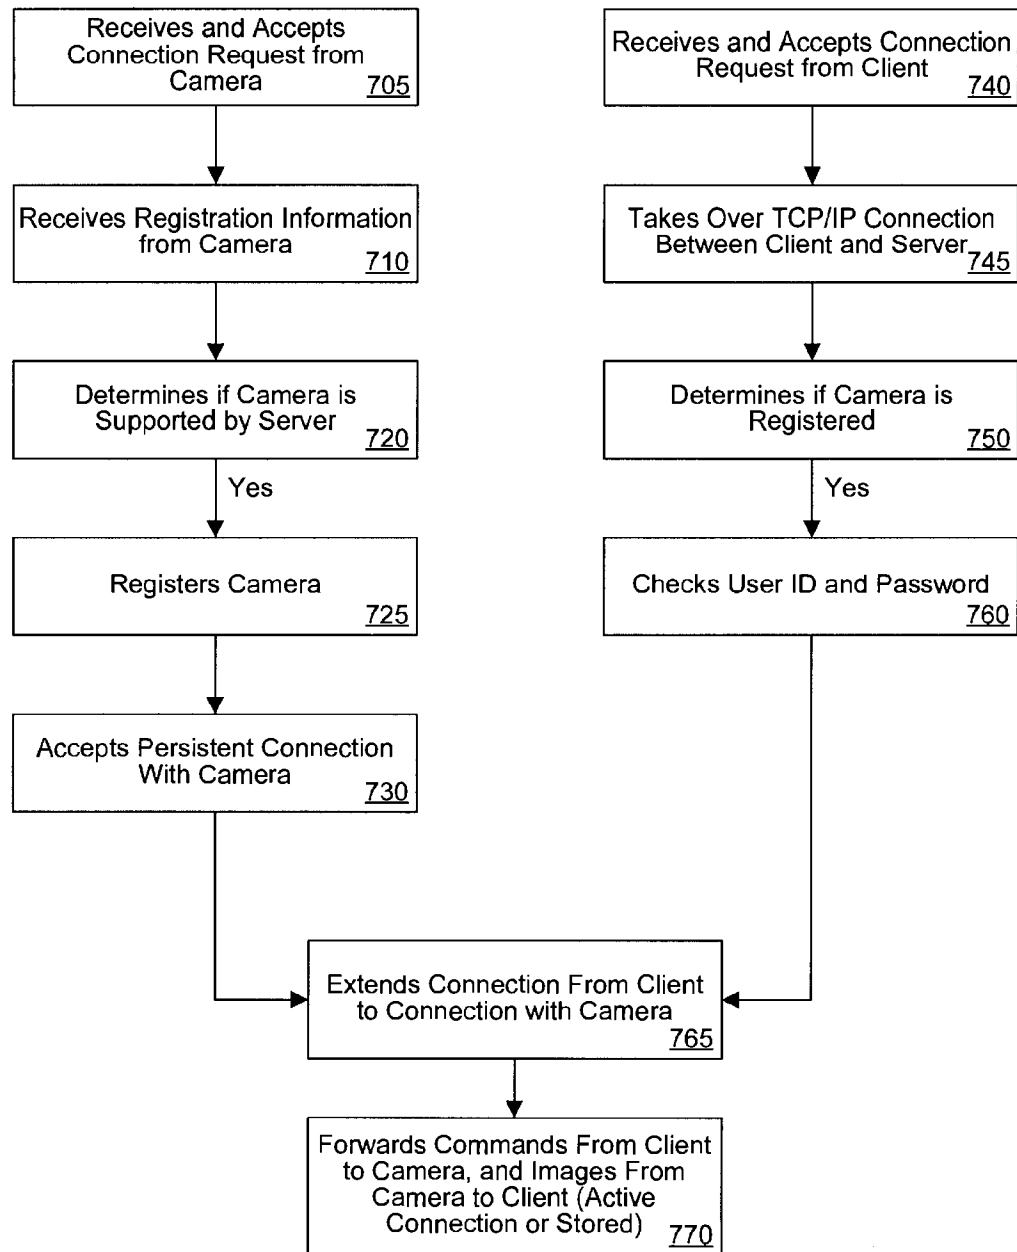 Receives and Accepts
Connection Request from
Camera
705
Receives Registration Information
from Camera
710
Determines if Camera is
Supported by Server
720
Yes
Registers Camera
725
Accepts Persistent Connection
With Camera
730
Receives and Accepts Connection
Request from Client
740
Takes Over TCP/IP Connection
Between Client and Server
745
Determines if Camera is
Registered
750
Yes
Checks User ID and Password
760
Extends Connection From Client
to Connection with Camera
765
Forwards Commands From Client
to Camera, and Images From
Camera to Client (Active
Connection or Stored)
770